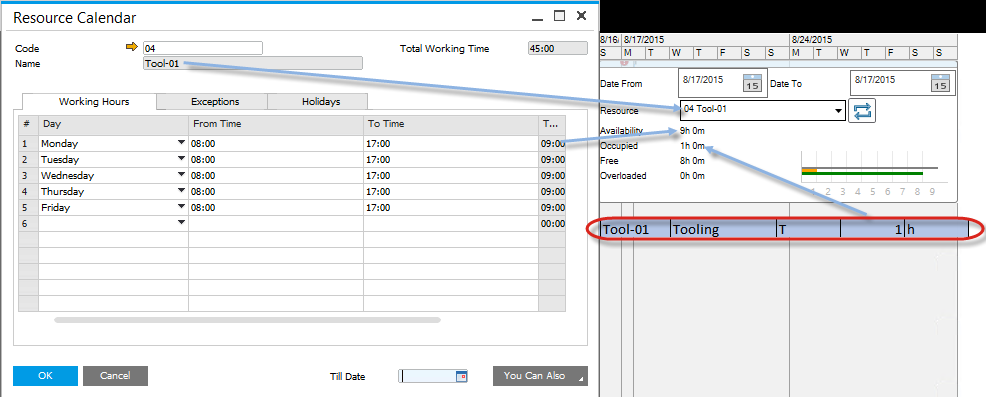 Resource Calendar
Code 04 Total Working Time 45:00
Name Tool-01
Working Hours Exceptions Holidays
# Day From Time To Time T...
1 Monday 08:00 17:00 09:00
2 Tuesday 08:00 17:00 09:00
3 Wednesday 08:00 17:00 09:00
4 Thursday 08:00 17:00 09:00
5 Friday 08:00 17:00 09:00
6 00:00
OK Cancel Till Date You Can Also
8/16/ 8/17/2015 8/24/2015
S M T W T F S S M T W T F S S
Date From 8/17/2015 15 Date To 8/17/2015 15
Resource 04 Tool-01
Availability 9h 0m
Occupied 1h 0m
Free 8h 0m
Overloaded 0h 0m
1 2 3 4 5 6 7 8 9
Tool-01 Tooling T 1 h